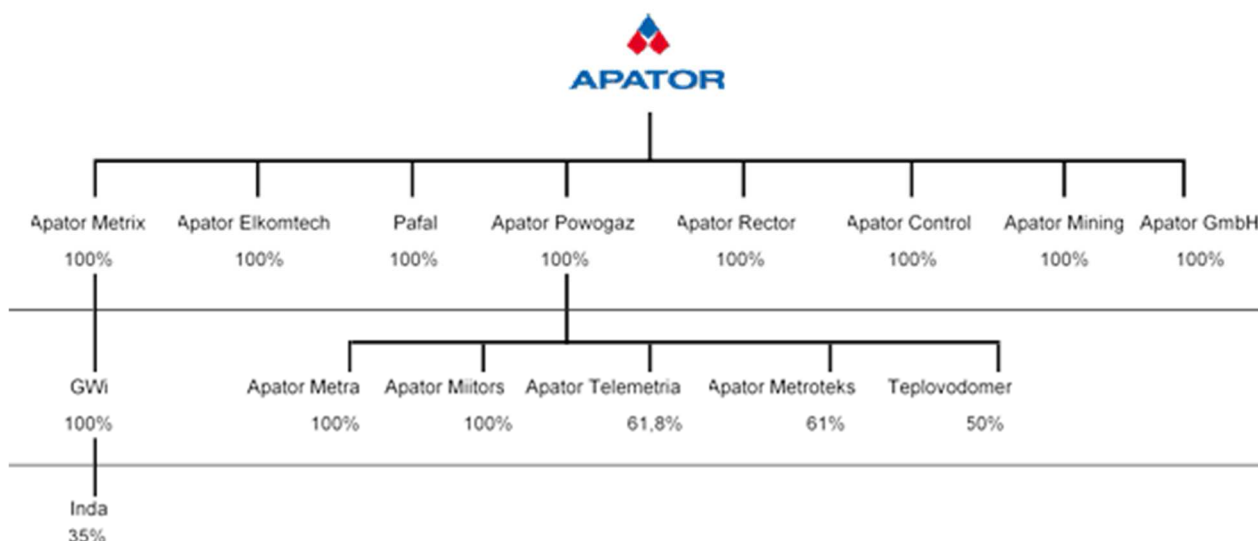 APATOR
Apator Metrix Apator Elkomtech Pafal Apator Powogaz Apator Rector Apator Control Apator Mining Apator GmbH
100% 100% 100% 100% 100% 100% 100% 100%
GWi Apator Metra Apator Miitors Apator Telemetria Apator Metroteks Teplovodomer
100% 100% 100% 61,8% 61% 50%
Inda
35%